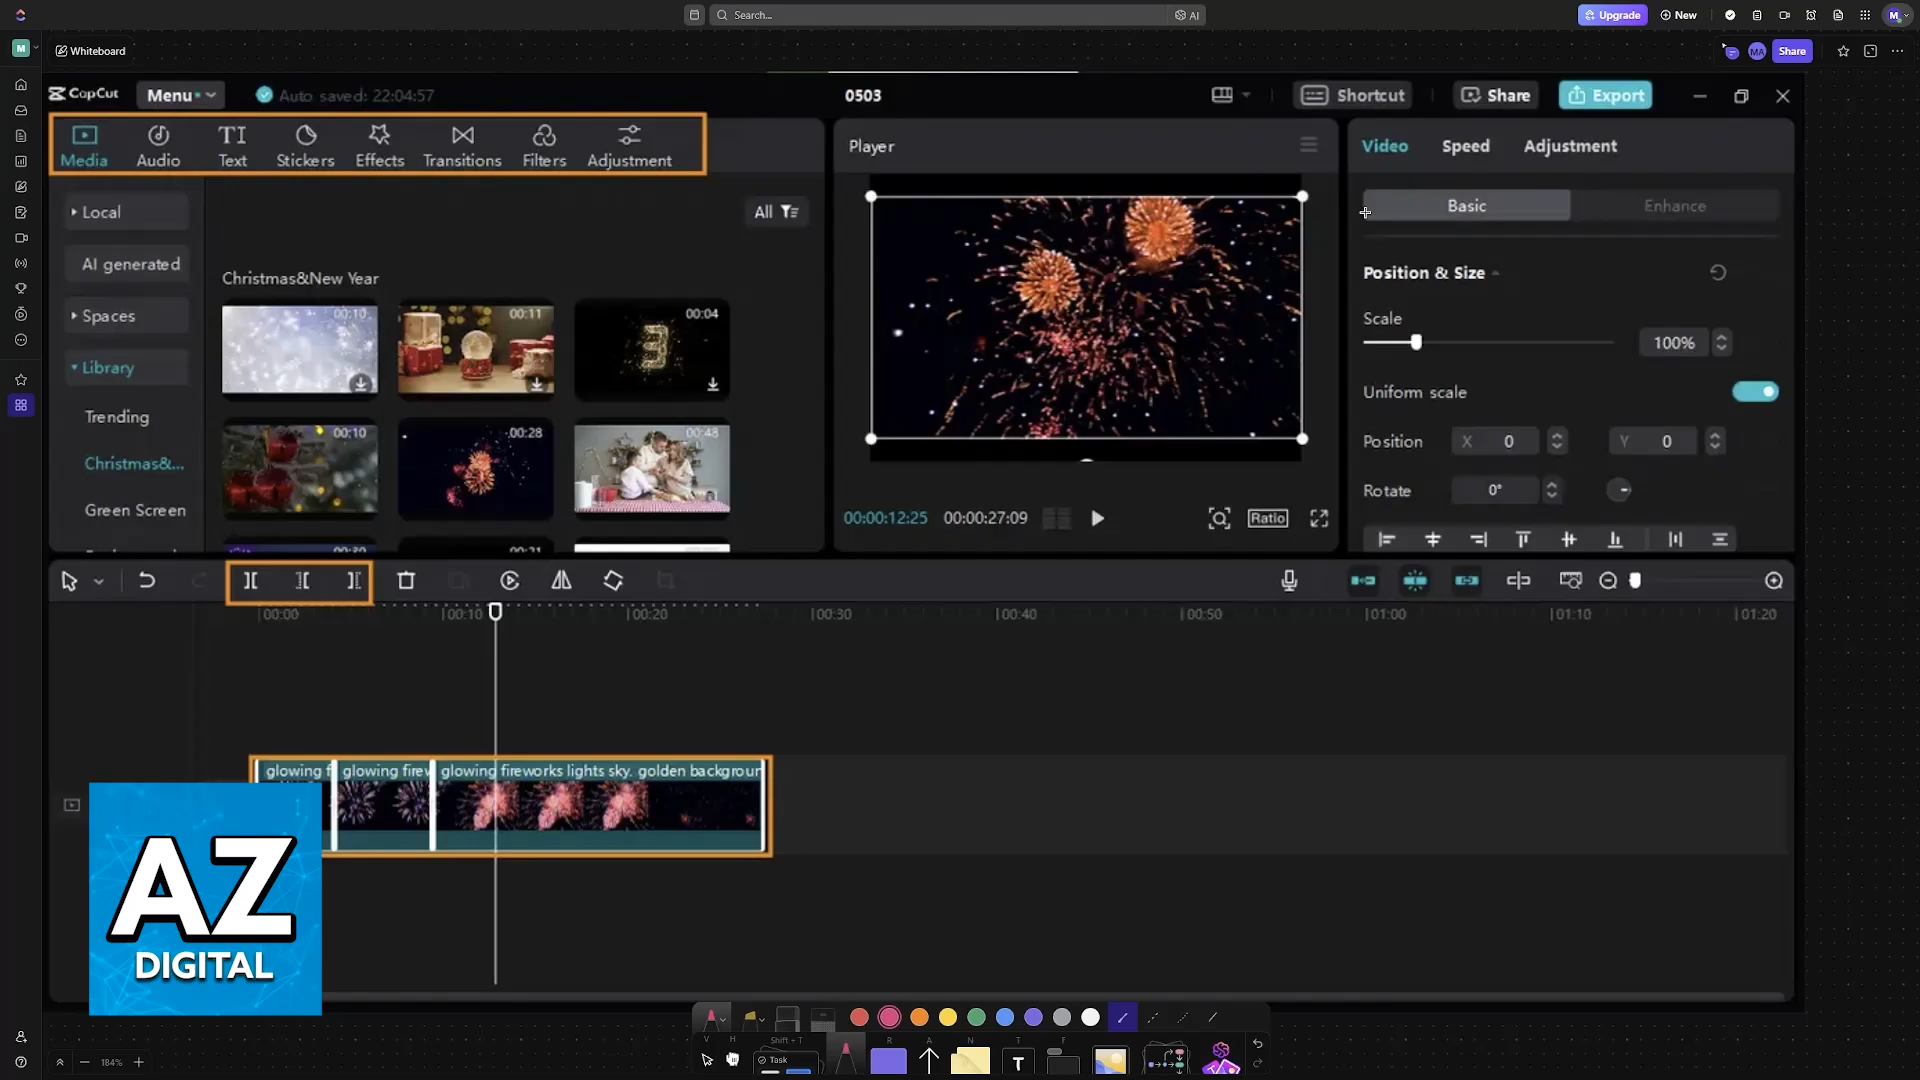 Search...
AI
Upgrade
New
M
M
Whiteboard
MA
Share
CapCut
Menu
Auto saved: 22:04:57
0503
Shortcut
Share
Export
Media
Audio
Text
Stickers
Effects
Transitions
Filters
Adjustment
Player
Video
Speed
Adjustment
Local
AI generated
Spaces
Library
Trending
Christmas&...
Green Screen
All
Christmas&New Year
00:10
00:11
00:04
00:10
00:28
00:48
Basic
Enhance
Position & Size
Scale
100%
Uniform scale
Position
X 0
Y 0
Rotate
0°
00:00:12:25
00:00:27:09
Ratio
00:00
00:10
00:20
00:30
00:40
00:50
01:00
01:10
01:20
glowing f
glowing firew
glowing fireworks lights sky. golden backgroun
AZ
DIGITAL
184%
V
H
Shift + T
R
A
N
T
F
Task
T